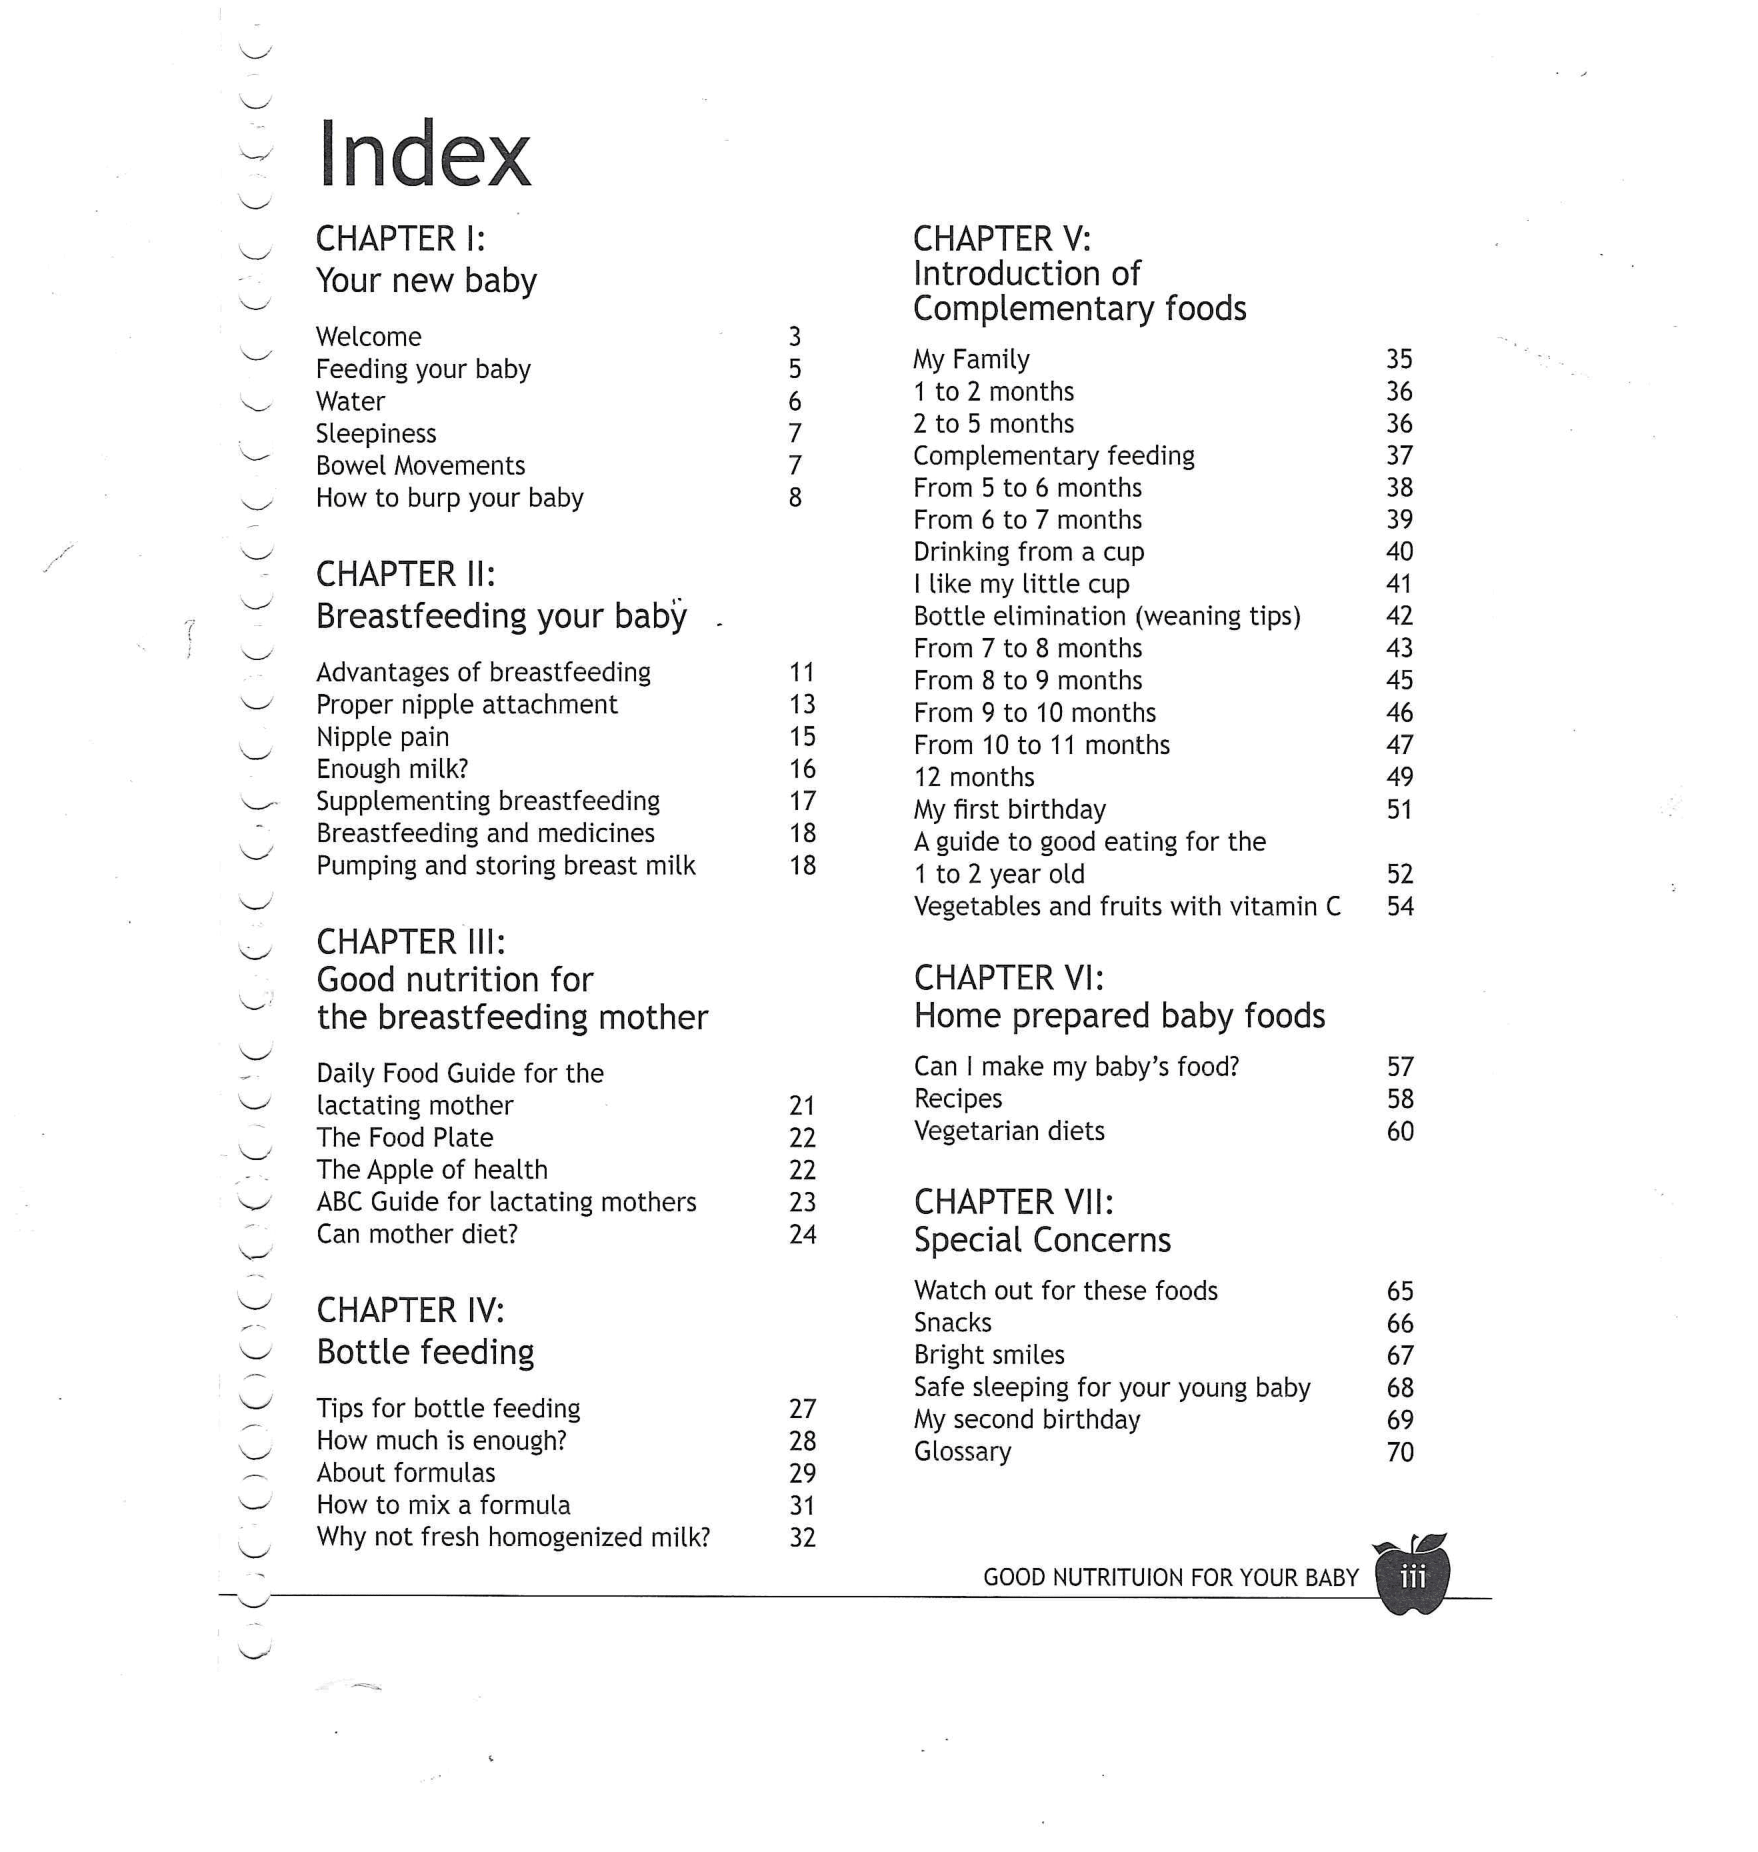 Index
CHAPTER I:
Your new baby
Welcome 3
Feeding your baby 5
Water 6
Sleepiness 7
Bowel Movements 7
How to burp your baby 8
CHAPTER II:
Breastfeeding your baby
Advantages of breastfeeding 11
Proper nipple attachment 13
Nipple pain 15
Enough milk? 16
Supplementing breastfeeding 17
Breastfeeding and medicines 18
Pumping and storing breast milk 18
CHAPTER III:
Good nutrition for
the breastfeeding mother
Daily Food Guide for the
lactating mother 21
The Food Plate 22
The Apple of health 22
ABC Guide for lactating mothers 23
Can mother diet? 24
CHAPTER IV:
Bottle feeding
Tips for bottle feeding 27
How much is enough? 28
About formulas 29
How to mix a formula 31
Why not fresh homogenized milk? 32
CHAPTER V:
Introduction of
Complementary foods
My Family 35
1 to 2 months 36
2 to 5 months 36
Complementary feeding 37
From 5 to 6 months 38
From 6 to 7 months 39
Drinking from a cup 40
I like my little cup 41
Bottle elimination (weaning tips) 42
From 7 to 8 months 43
From 8 to 9 months 45
From 9 to 10 months 46
From 10 to 11 months 47
12 months 49
My first birthday 51
A guide to good eating for the
1 to 2 year old 52
Vegetables and fruits with vitamin C 54
CHAPTER VI:
Home prepared baby foods
Can I make my baby's food? 57
Recipes 58
Vegetarian diets 60
CHAPTER VII:
Special Concerns
Watch out for these foods 65
Snacks 66
Bright smiles 67
Safe sleeping for your young baby 68
My second birthday 69
Glossary 70
GOOD NUTRITUION FOR YOUR BABY iii